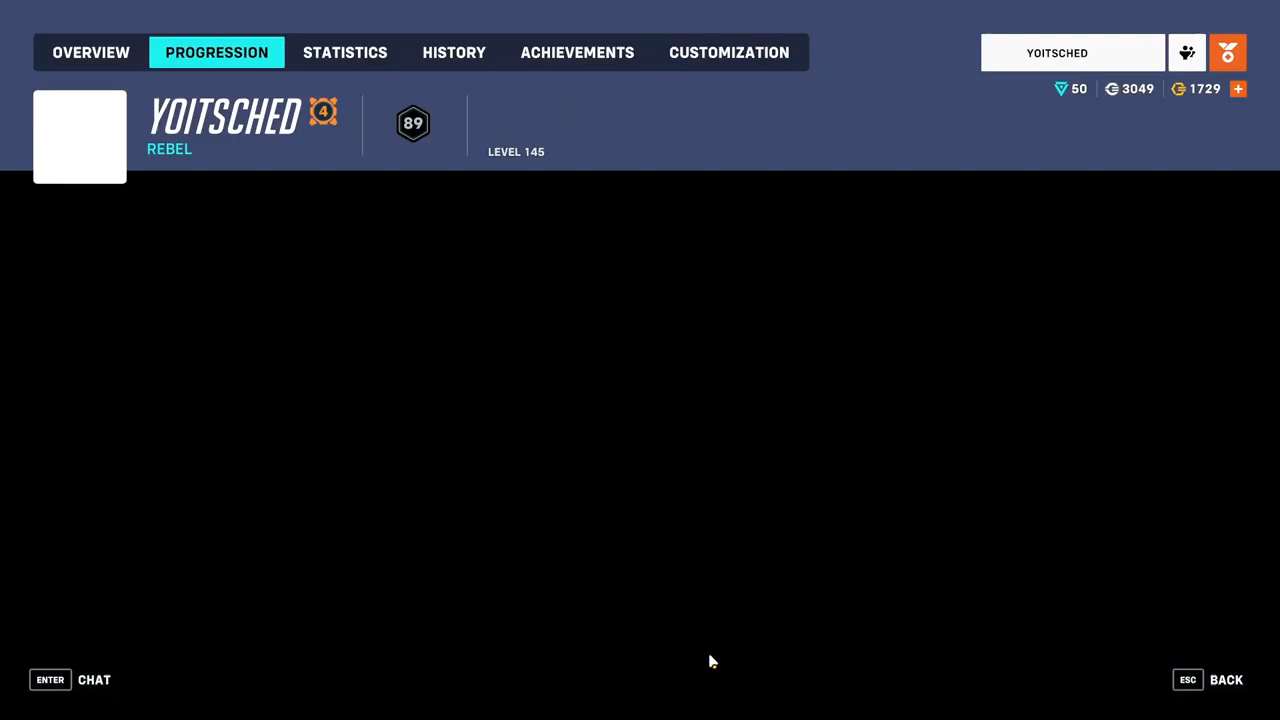 OVERVIEW PROGRESSION STATISTICS HISTORY ACHIEVEMENTS CUSTOMIZATION YOITSCHED
50 3049 1729 +
YOITSCHED 4
REBEL
89
LEVEL 145
ENTER CHAT
ESC BACK